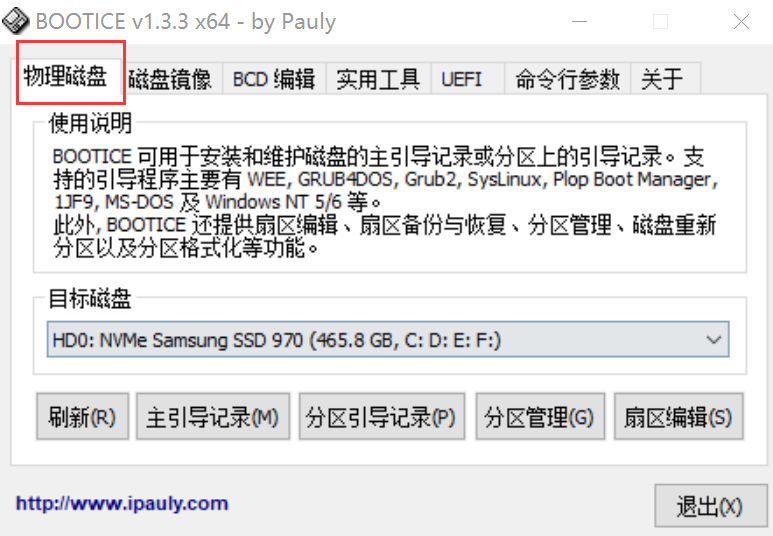 BOOTICE v1.3.3 x64 - by Pauly
物理磁盘 磁盘镜像 BCD 编辑 实用工具 UEFI 命令行参数 关于
使用说明
BOOTICE 可用于安装和维护磁盘的主引导记录或分区上的引导记录。支
持的引导程序主要有 WEE, GRUB4DOS, Grub2, SysLinux, Plop Boot Manager,
1JF9, MS-DOS 及 Windows NT 5/6 等。
此外, BOOTICE 还提供扇区编辑、扇区备份与恢复、分区管理、磁盘重新
分区以及分区格式化等功能。
目标磁盘
HD0: NVMe Samsung SSD 970 (465.8 GB, C: D: E: F:)
刷新(R) 主引导记录(M) 分区引导记录(P) 分区管理(G) 扇区编辑(S)
http://www.ipauly.com
退出(X)